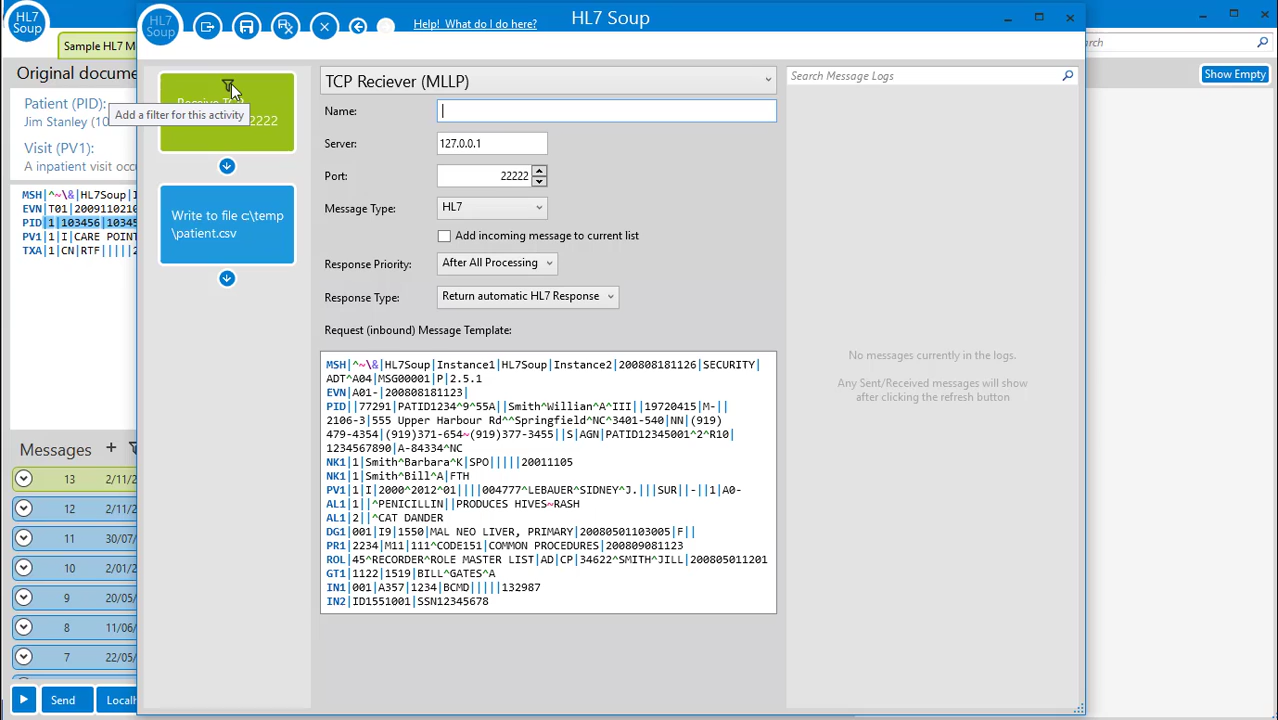 HL7
Soup
Sample HL7 M
Original docume
Patient (PID):
Jim Stanley (10
Visit (PV1):
A inpatient visit occ
MSH|^~\&|HL7Soup|I
EVN|T01|2009110210
PID|1|103456|1034
PV1|1|I|CARE POIN
TXA|1|CN|RTF|||||2
Messages +
13 2/11/2
12 2/11/2
11 30/07/
10 2/01/
9 20/05/
8 11/06/
7 22/05/
Send Localh
HL7
Soup
Help! What do I do here?
HL7 Soup
Receive TCP
22222
Add a filter for this activity
Write to file c:\temp
\patient.csv
TCP Reciever (MLLP)
Name:
Server: 127.0.0.1
Port: 22222
Message Type: HL7
Add incoming message to current list
Response Priority: After All Processing
Response Type: Return automatic HL7 Response
Request (inbound) Message Template:
MSH|^~\&|HL7Soup|Instance1|HL7Soup|Instance2|200808181126|SECURITY|
ADT^A04|MSG00001|P|2.5.1
EVN|A01-|200808181123|
PID||77291|PATID1234^9^55A||Smith^Willian^A^III||19720415|M-||
2106-3|555 Upper Harbour Rd^^Springfield^NC^3401-540|NN|(919)
479-4354|(919)371-654~(919)377-3455||S|AGN|PATID12345001^2^R10|
1234567890|A-84334^NC
NK1|1|Smith^Barbara^K|SPO|||||20011105
NK1|1|Smith^Bill^A|FTH
PV1|1|I|2000^2012^01||||004777^LEBAUER^SIDNEY^J.|||SUR||-||1|A0-
AL1|1||^PENICILLIN||PRODUCES HIVES~RASH
AL1|2||^CAT DANDER
DG1|001|I9|1550|MAL NEO LIVER, PRIMARY|20080501103005|F||
PR1|2234|M11|111^CODE151|COMMON PROCEDURES|200809081123
ROL|45^RECORDER^ROLE MASTER LIST|AD|CP|34622^SMITH^JILL|200805011201
GT1|1122|1519|BILL^GATES^A
IN1|001|A357|1234|BCMD|||||132987
IN2|ID1551001|SSN12345678
Search Message Logs
No messages currently in the logs.
Any Sent/Received messages will show
after clicking the refresh button
arch
Show Empty